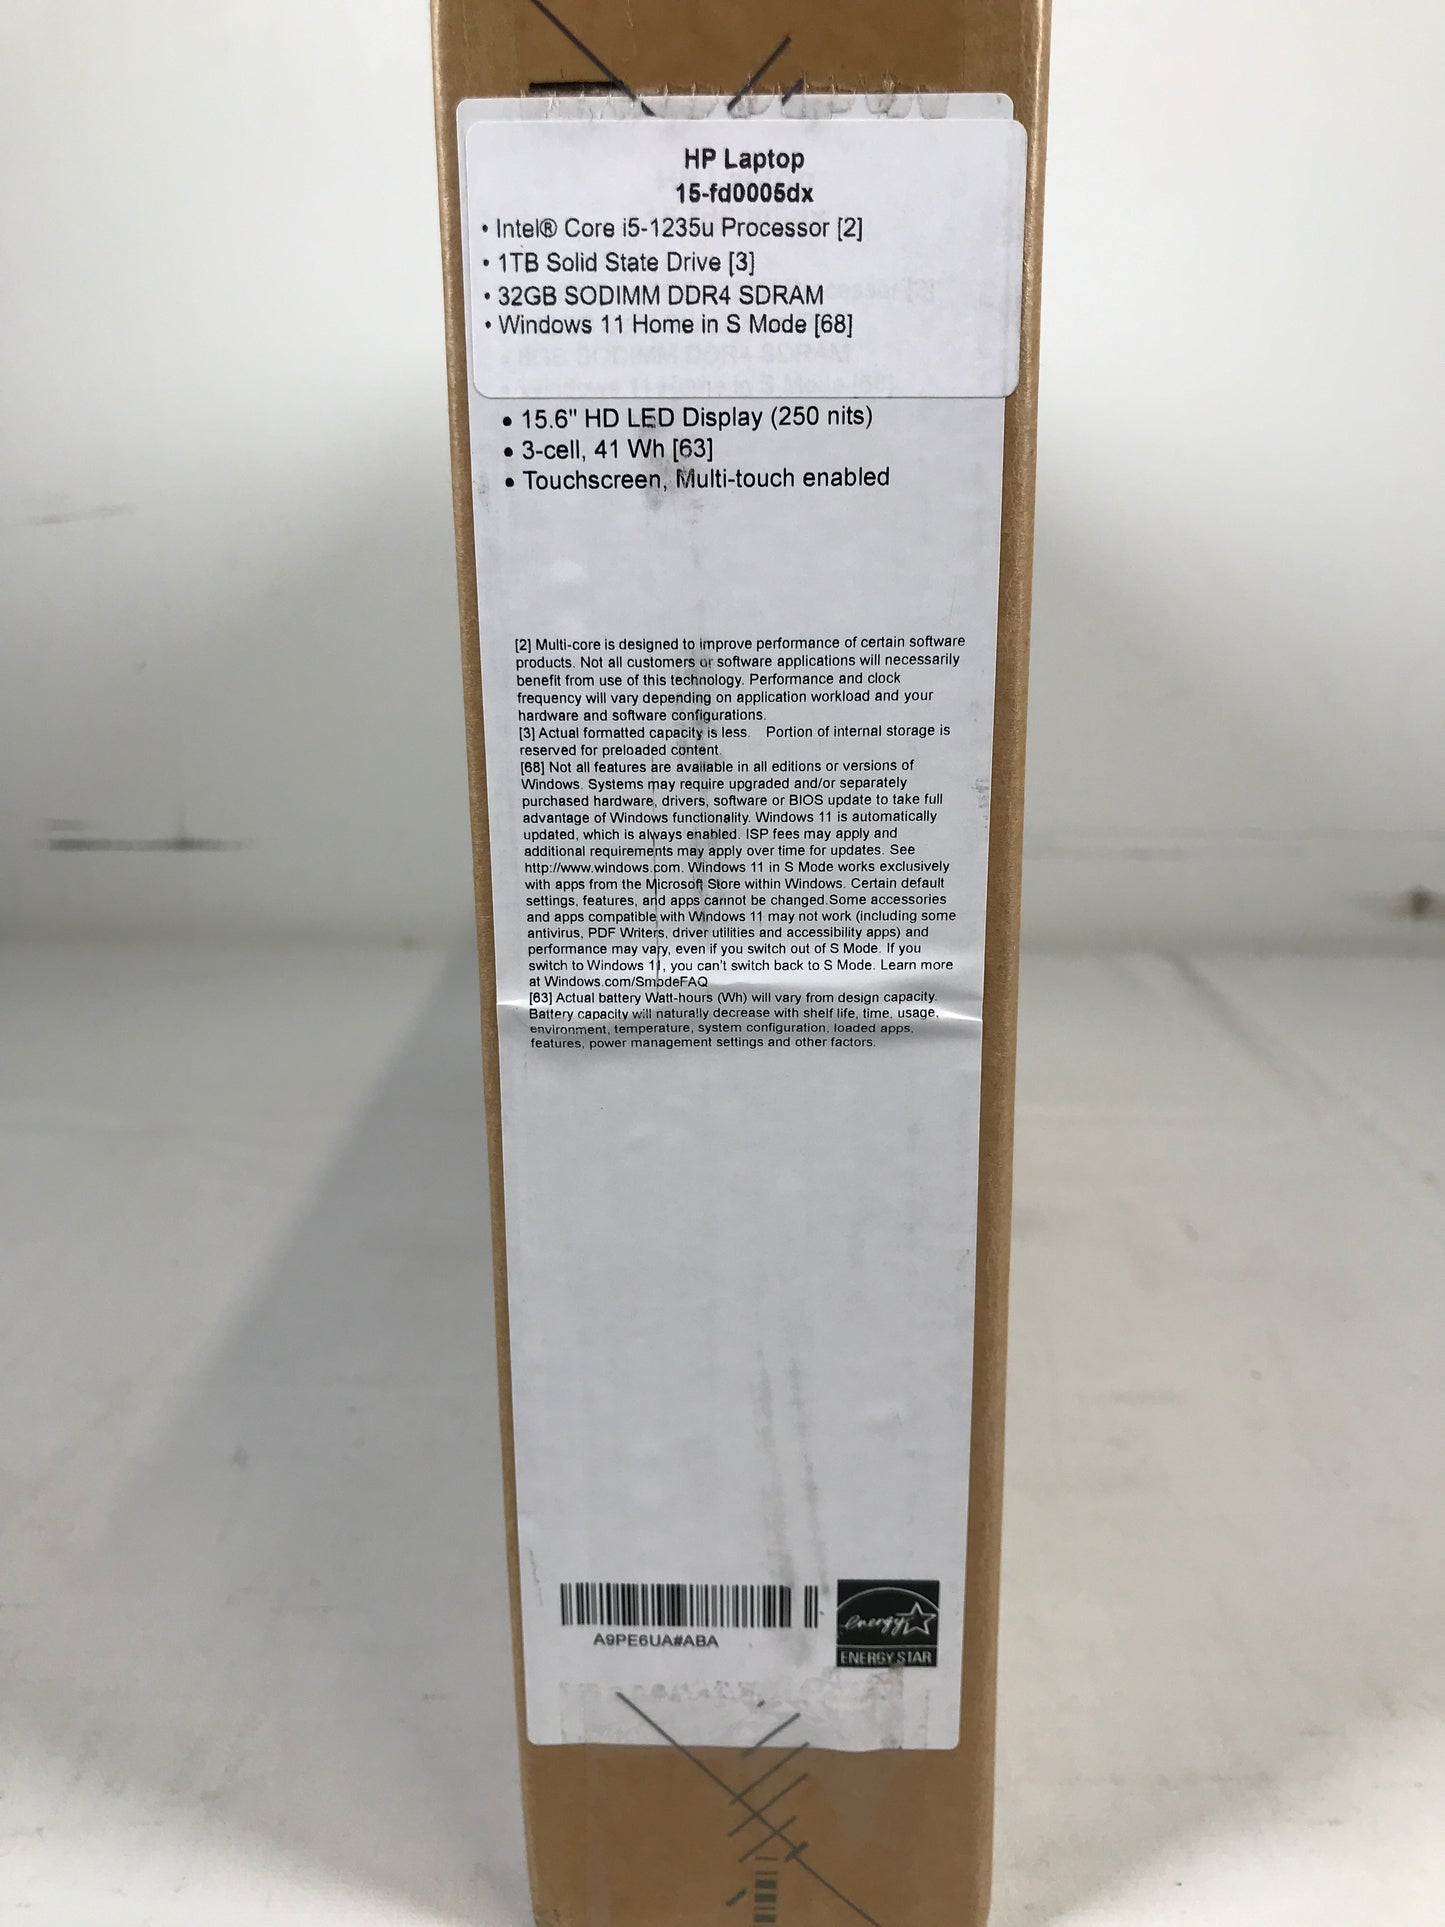 HP Laptop
15-fd0005dx
• Intel® Core i5-1235u Processor [2]
• 1TB Solid State Drive [3]
• 32GB SODIMM DDR4 SDRAM
• Windows 11 Home in S Mode [68]
• 8GB SODIMM DDR4 SDRAM
• Windows 11 Home in S Mode [68]
• 15.6" HD LED Display (250 nits)
• 3-cell, 41 Wh [63]
• Touchscreen, Multi-touch enabled
[2] Multi-core is designed to improve performance of certain software
products. Not all customers or software applications will necessarily
benefit from use of this technology. Performance and clock
frequency will vary depending on application workload and your
hardware and software configurations.
[3] Actual formatted capacity is less. Portion of internal storage is
reserved for preloaded content.
[68] Not all features are available in all editions or versions of
Windows. Systems may require upgraded and/or separately
purchased hardware, drivers, software or BIOS update to take full
advantage of Windows functionality. Windows 11 is automatically
updated, which is always enabled. ISP fees may apply and
additional requirements may apply over time for updates. See
http://www.windows.com. Windows 11 in S Mode works exclusively
with apps from the Microsoft Store within Windows. Certain default
settings, features, and apps cannot be changed.Some accessories
and apps compatible with Windows 11 may not work (including some
antivirus, PDF Writers, driver utilities and accessibility apps) and
performance may vary, even if you switch out of S Mode. If you
switch to Windows 11, you can't switch back to S Mode. Learn more
at Windows.com/SmodeFAQ
[63] Actual battery Watt-hours (Wh) will vary from design capacity.
Battery capacity will naturally decrease with shelf life, time, usage,
environment, temperature, system configuration, loaded apps,
features, power management settings and other factors.
A9PE6UA#ABA
energy
ENERGY STAR